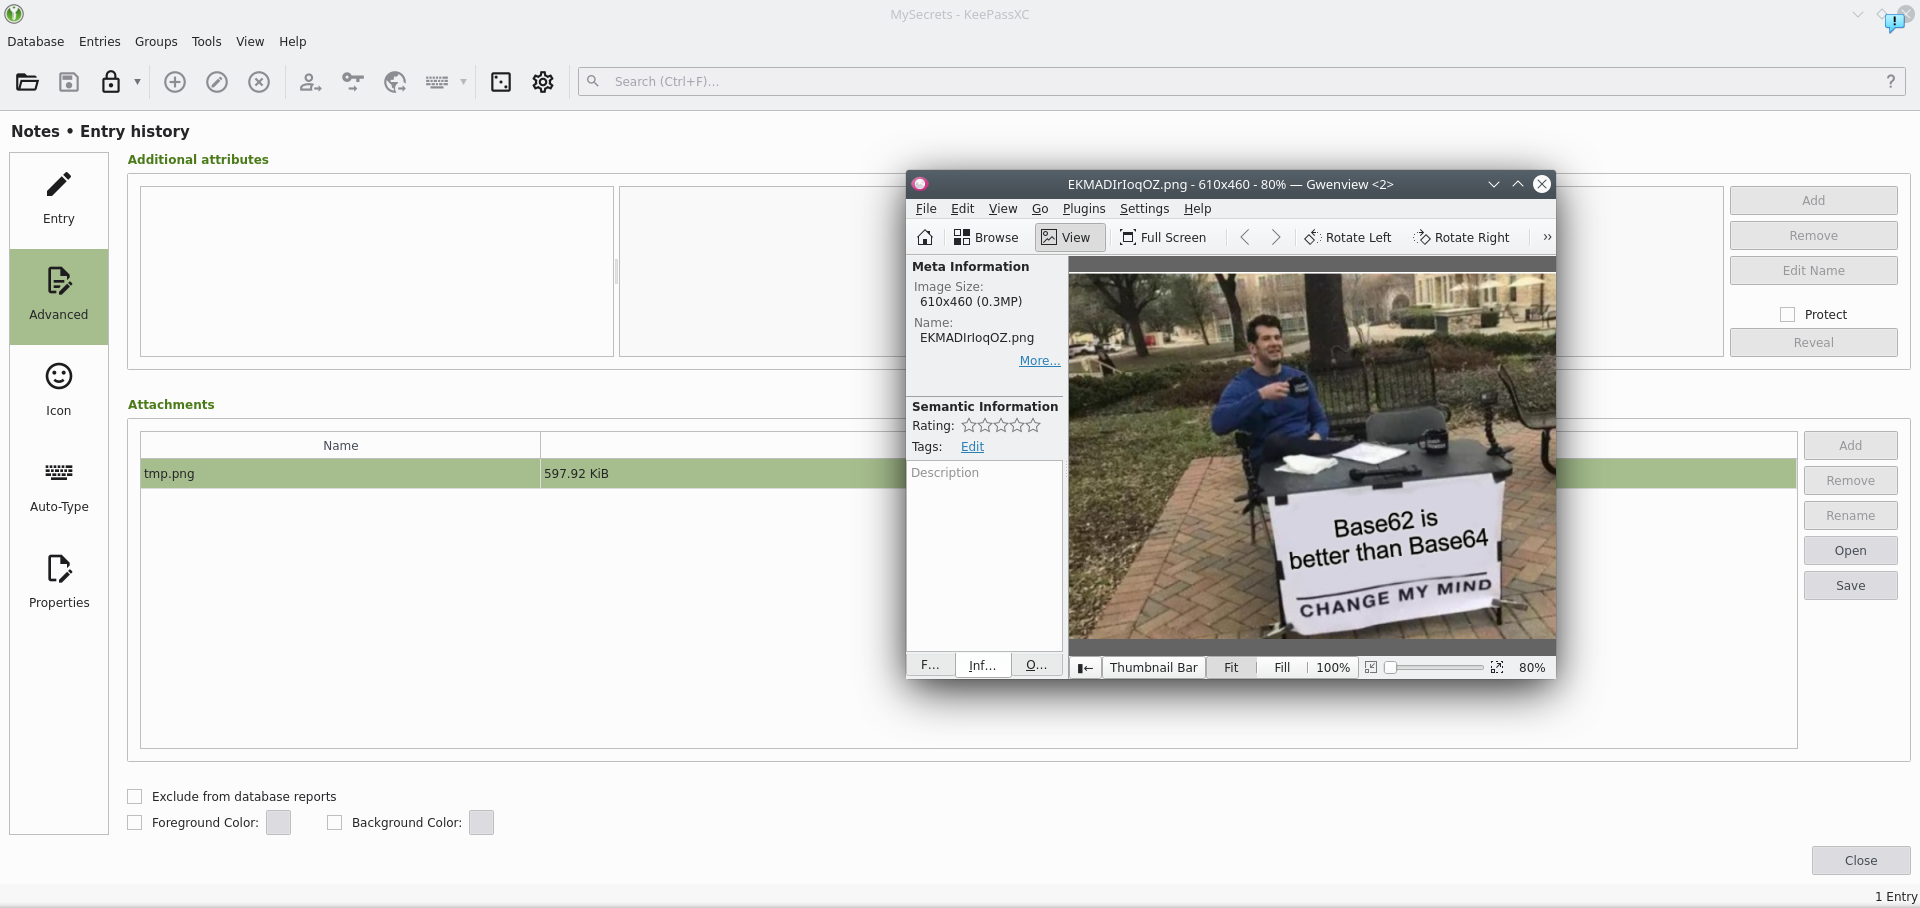 MySecrets - KeePassXC
Database Entries Groups Tools View Help
Search (Ctrl+F)...
?
Notes • Entry history
Entry
Advanced
Icon
Auto-Type
Properties
Additional attributes
Add
Remove
Edit Name
Protect
Reveal
Attachments
Name
tmp.png 597.92 KiB
Add
Remove
Rename
Open
Save
Exclude from database reports
Foreground Color: Background Color:
Close
1 Entry
EKMADIrIoqOZ.png - 610x460 - 80% — Gwenview <2>
File Edit View Go Plugins Settings Help
Browse View Full Screen Rotate Left Rotate Right »
Meta Information
Image Size:
610x460 (0.3MP)
Name:
EKMADIrIoqOZ.png
More...
Semantic Information
Rating:
Tags: Edit
Description
F... Inf... O...
Base62 is
better than Base64
CHANGE MY MIND
Thumbnail Bar Fit Fill 100% 80%